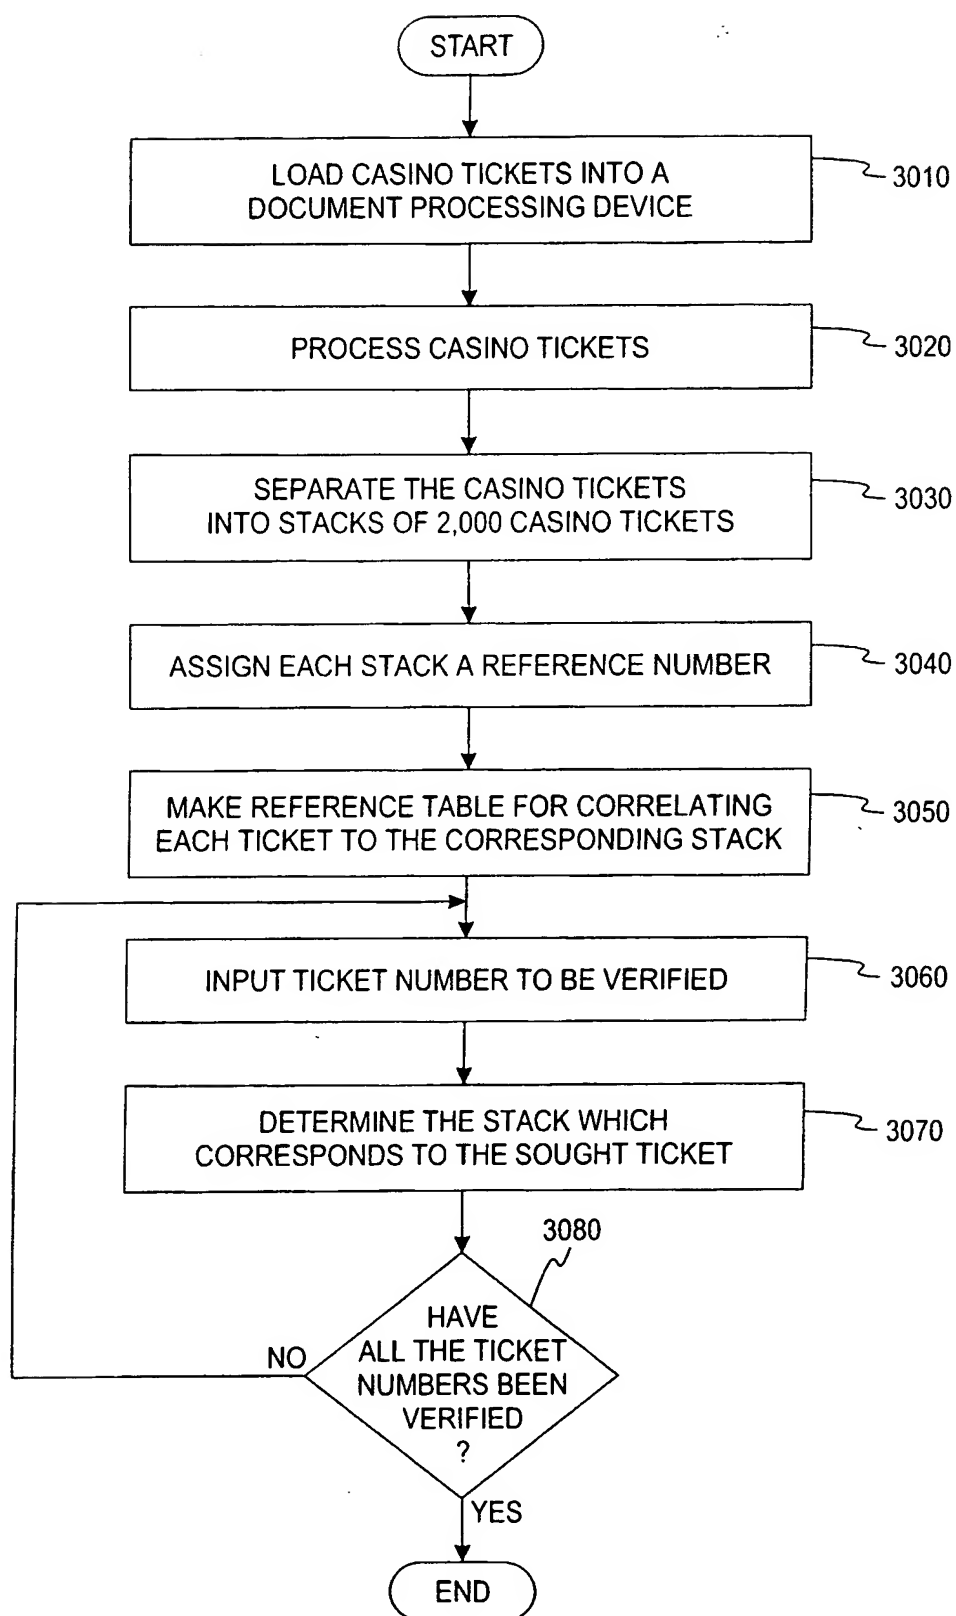 START
LOAD CASINO TICKETS INTO A
DOCUMENT PROCESSING DEVICE
3010
PROCESS CASINO TICKETS
3020
SEPARATE THE CASINO TICKETS
INTO STACKS OF 2,000 CASINO TICKETS
3030
ASSIGN EACH STACK A REFERENCE NUMBER
3040
MAKE REFERENCE TABLE FOR CORRELATING
EACH TICKET TO THE CORRESPONDING STACK
3050
INPUT TICKET NUMBER TO BE VERIFIED
3060
DETERMINE THE STACK WHICH
CORRESPONDS TO THE SOUGHT TICKET
3070
3080
HAVE
ALL THE TICKET
NUMBERS BEEN
VERIFIED
?
NO
YES
END